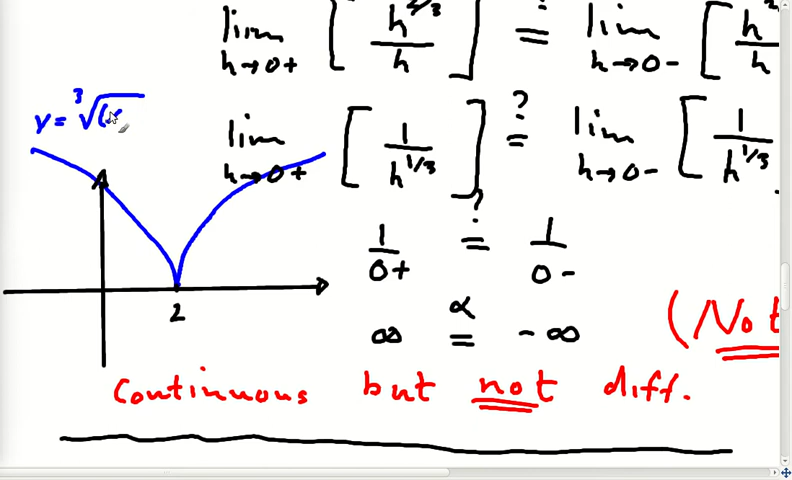 lim h→0+ [ h^2/3 / h ] ?= lim h→0- [ h / h
y = ∛(x
lim h→0+ [ 1 / h^1/3 ] ?= lim h→0- [ 1 / h^1/3 ]
1 / 0+ ?= 1 / 0-
2
∞ = -∞
(Not
Continuous but not diff.